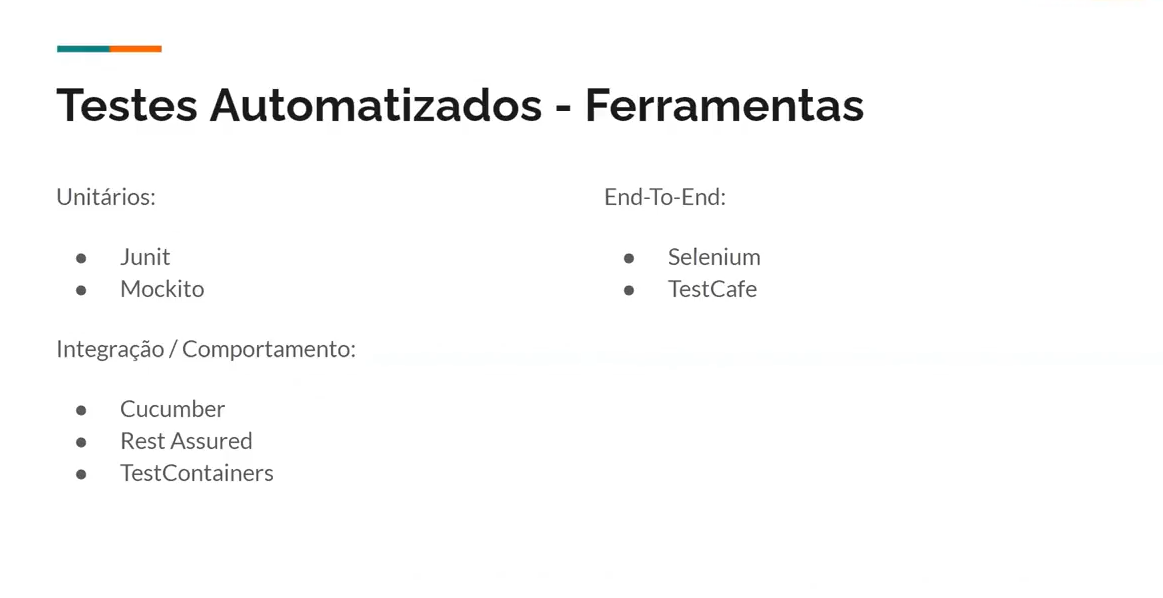 Testes Automatizados - Ferramentas
Unitários:
● Junit
● Mockito
Integração / Comportamento:
● Cucumber
● Rest Assured
● TestContainers
End-To-End:
● Selenium
● TestCafe